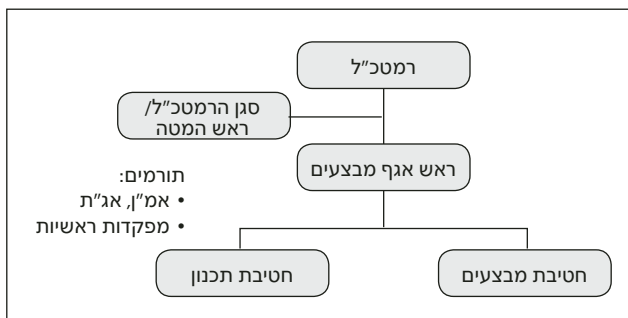 רמטכ"ל
סגן הרמטכ"ל/
ראש המטה
ראש אגף מבצעים
תורמים:
• אמ"ן, אג"ת
• מפקדות ראשיות
חטיבת מבצעים
חטיבת תכנון